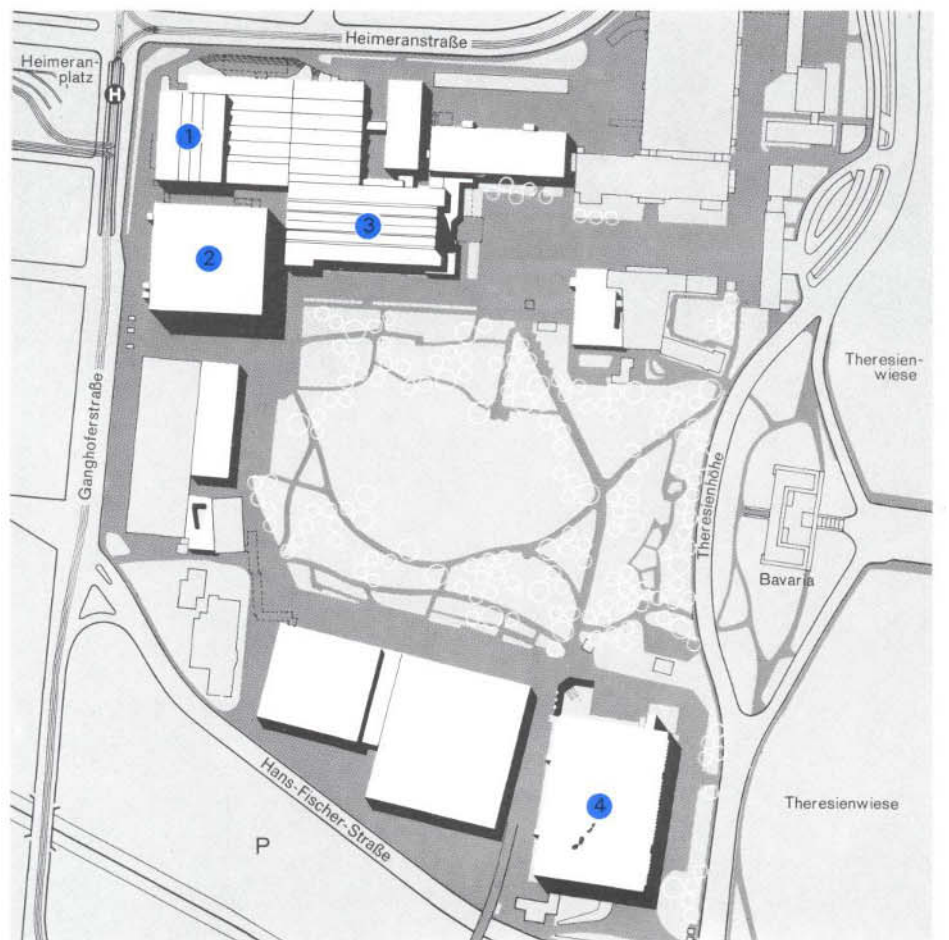 Heimeranstraße
Heimeran-
platz
H
1
2
3
Ganghoferstraße
Theresien-
wiese
Theresienhöhe
Bavaria
Hans-Fischer-Straße
4
Theresienwiese
P